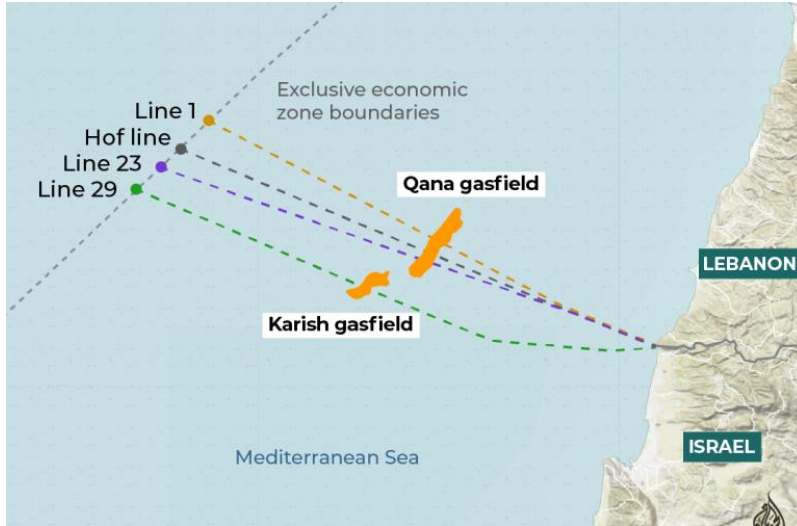 Exclusive economic
zone boundaries
Line 1
Hof line
Line 23
Line 29
Qana gasfield
Karish gasfield
LEBANON
ISRAEL
Mediterranean Sea